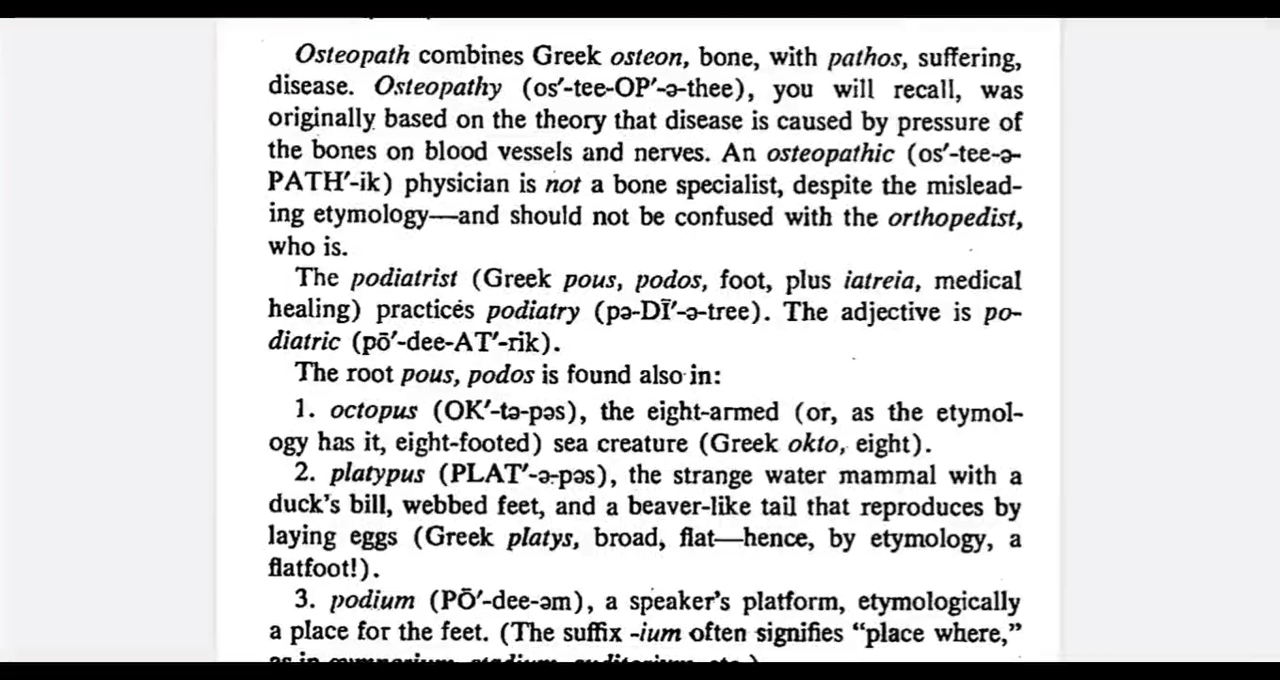 Osteopath combines Greek osteon, bone, with pathos, suffering,
disease. Osteopathy (os′-tee-OP′-ə-thee), you will recall, was
originally based on the theory that disease is caused by pressure of
the bones on blood vessels and nerves. An osteopathic (os′-tee-ə-
PATH′-ik) physician is not a bone specialist, despite the mislead-
ing etymology—and should not be confused with the orthopedist,
who is.
The podiatrist (Greek pous, podos, foot, plus iatreia, medical
healing) practices podiatry (pə-DĪ′-ə-tree). The adjective is po-
diatric (pō′-dee-AT′-rik).
The root pous, podos is found also in:
1. octopus (OK′-tə-pəs), the eight-armed (or, as the etymol-
ogy has it, eight-footed) sea creature (Greek okto, eight).
2. platypus (PLAT′-ə-pəs), the strange water mammal with a
duck's bill, webbed feet, and a beaver-like tail that reproduces by
laying eggs (Greek platys, broad, flat—hence, by etymology, a
flatfoot!).
3. podium (PŌ′-dee-əm), a speaker's platform, etymologically
a place for the feet. (The suffix -ium often signifies "place where,"
as in gymnasium, stadium, auditorium, etc.)